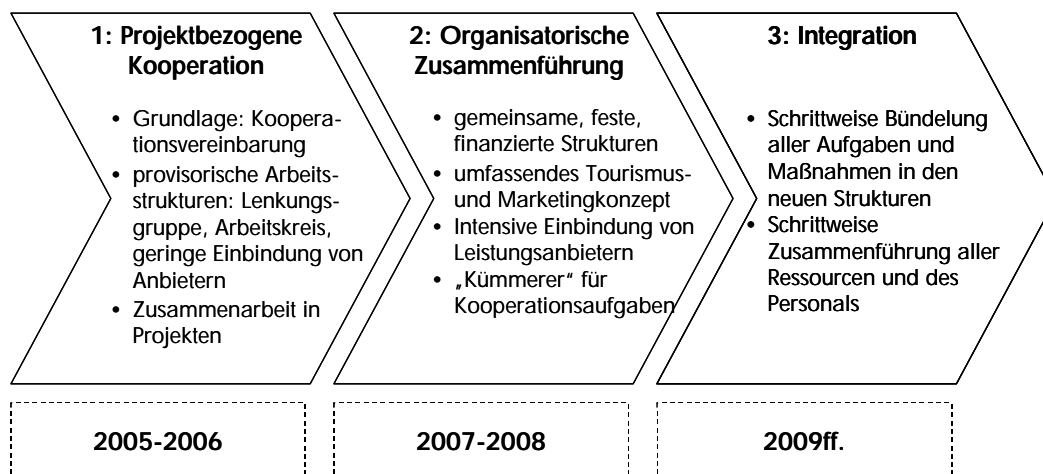 1: Projektbezogene
Kooperation
• Grundlage: Koopera-
tionsvereinbarung
• provisorische Arbeits-
strukturen: Lenkungs-
gruppe, Arbeitskreis,
geringe Einbindung von
Anbietern
• Zusammenarbeit in
Projekten
2: Organisatorische
Zusammenführung
• gemeinsame, feste,
finanzierte Strukturen
• umfassendes Tourismus-
und Marketingkonzept
• Intensive Einbindung von
Leistungsanbietern
• „Kümmerer“ für
Kooperationsaufgaben
3: Integration
• Schrittweise Bündelung
aller Aufgaben und
Maßnahmen in den
neuen Strukturen
• Schrittweise
Zusammenführung aller
Ressourcen und des
Personals
2005-2006
2007-2008
2009ff.